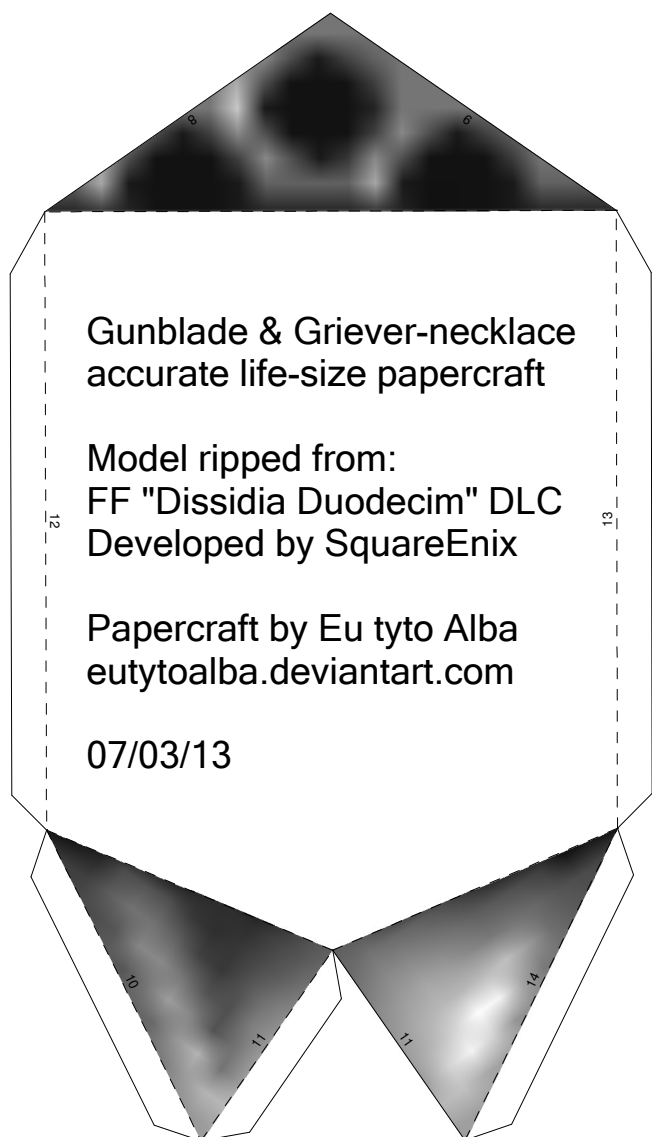 8
6
Gunblade & Griever-necklace
accurate life-size papercraft
Model ripped from:
FF "Dissidia Duodecim" DLC
12
13
Developed by SquareEnix
Papercraft by Eu tyto Alba
eutytoalba.deviantart.com
07/03/13
10
14
11
11